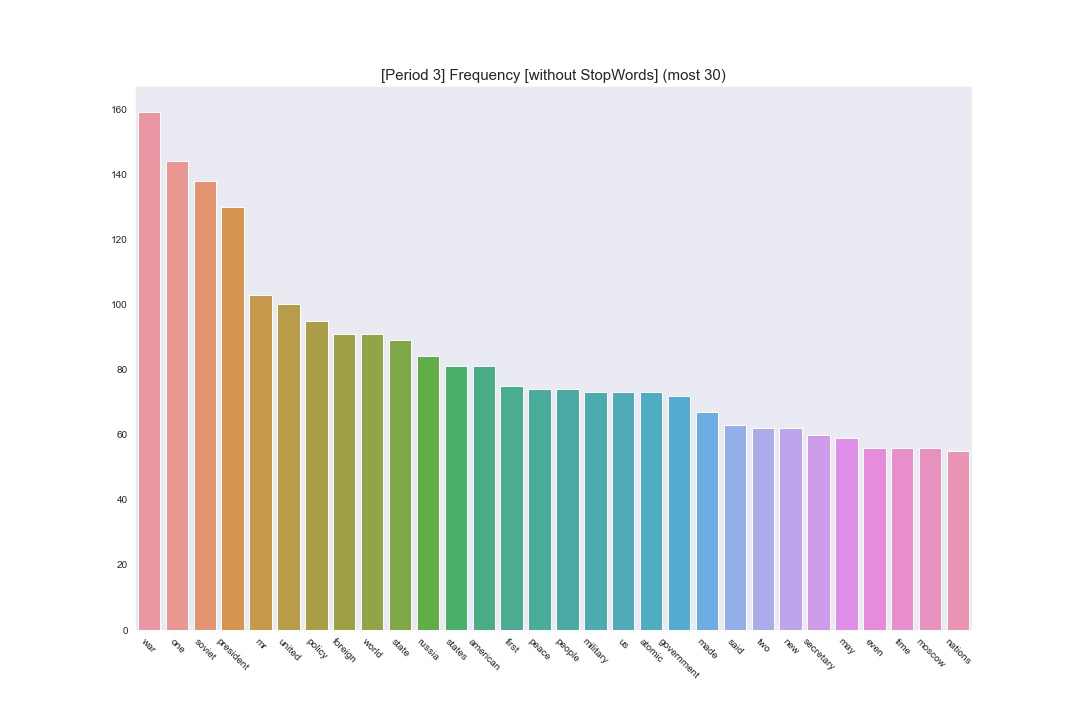 [Period 3] Frequency [without StopWords] (most 30)
160
140
120
100
80
60
40
20
0
war
one
soviet
president
mr
united
policy
foreign
world
state
russia
states
american
first
peace
people
military
us
atomic
government
made
said
two
new
secretary
may
even
time
moscow
nations